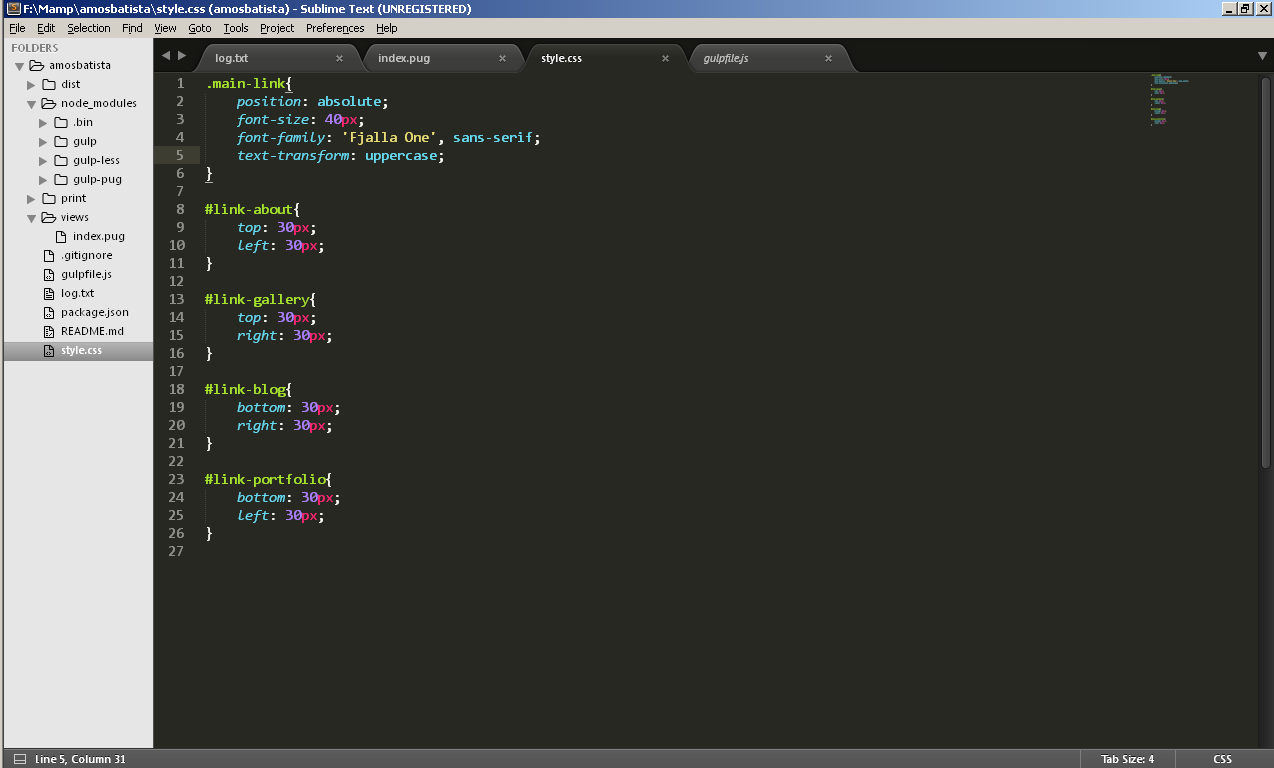 F:\Mamp\amosbatista\style.css (amosbatista) - Sublime Text (UNREGISTERED)
File Edit Selection Find View Goto Tools Project Preferences Help
FOLDERS
amosbatista
dist
node_modules
.bin
gulp
gulp-less
gulp-pug
print
views
index.pug
.gitignore
gulpfile.js
log.txt
package.json
README.md
style.css
log.txt × index.pug × style.css × gulpfile.js ×
1 .main-link{
2 position: absolute;
3 font-size: 40px;
4 font-family: 'Fjalla One', sans-serif;
5 text-transform: uppercase;
6 }
7
8 #link-about{
9 top: 30px;
10 left: 30px;
11 }
12
13 #link-gallery{
14 top: 30px;
15 right: 30px;
16 }
17
18 #link-blog{
19 bottom: 30px;
20 right: 30px;
21 }
22
23 #link-portfolio{
24 bottom: 30px;
25 left: 30px;
26 }
27
Line 5, Column 31 Tab Size: 4 CSS